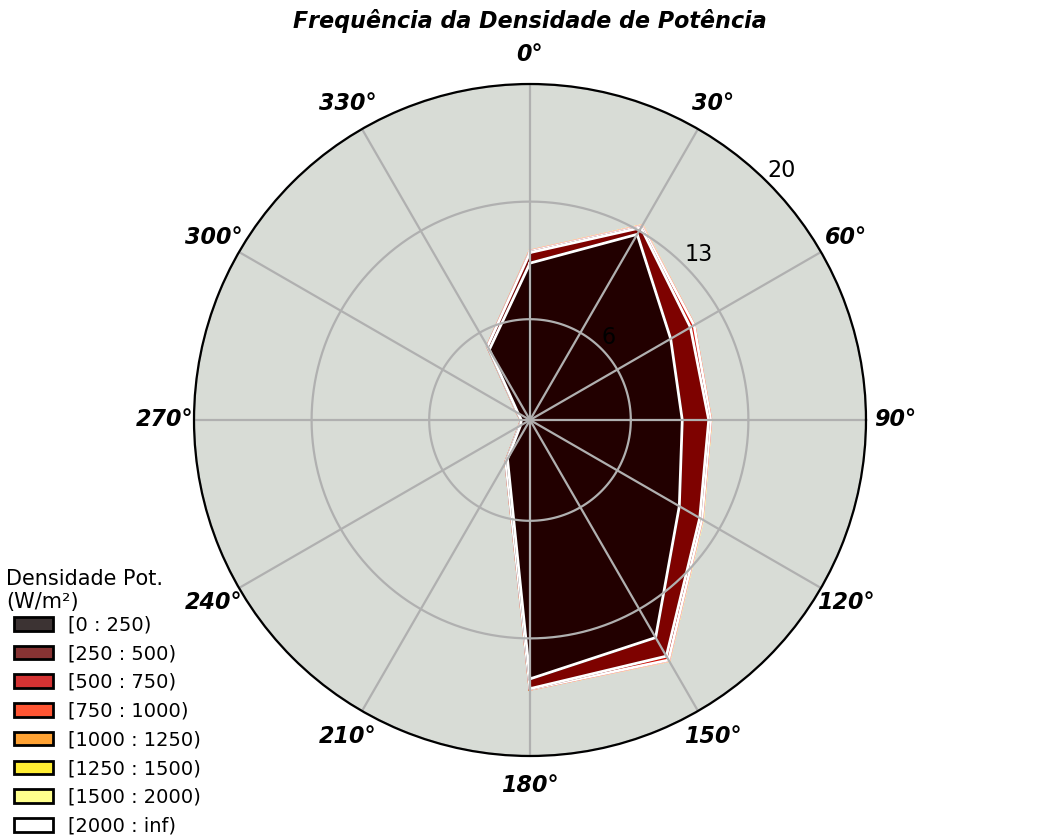 Frequência da Densidade de Potência
0°
330°
30°
20
300°
60°
13
6
270°
90°
240°
120°
210°
150°
180°
Densidade Pot.
(W/m²)
[0 : 250)
[250 : 500)
[500 : 750)
[750 : 1000)
[1000 : 1250)
[1250 : 1500)
[1500 : 2000)
[2000 : inf)